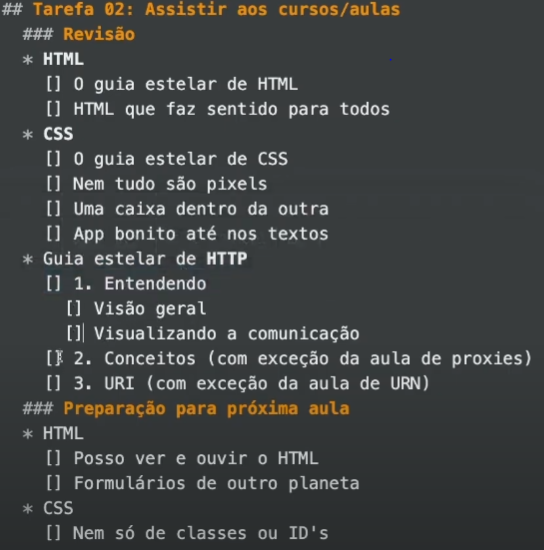 ## Tarefa 02: Assistir aos cursos/aulas
### Revisão
* HTML
[] O guia estelar de HTML
[] HTML que faz sentido para todos
* CSS
[] O guia estelar de CSS
[] Nem tudo são pixels
[] Uma caixa dentro da outra
[] App bonito até nos textos
* Guia estelar de HTTP
[] 1. Entendendo
[] Visão geral
[] Visualizando a comunicação
[] 2. Conceitos (com exceção da aula de proxies)
[] 3. URI (com exceção da aula de URN)
### Preparação para próxima aula
* HTML
[] Posso ver e ouvir o HTML
[] Formulários de outro planeta
* CSS
[] Nem só de classes ou ID's